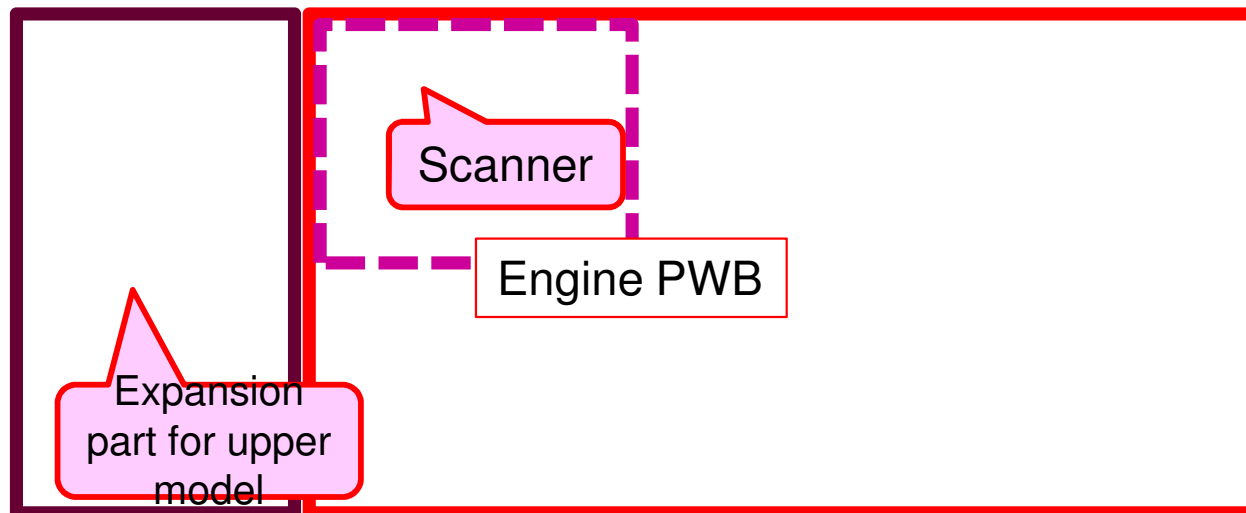 Scanner
Engine PWB
Expansion
part for upper
model